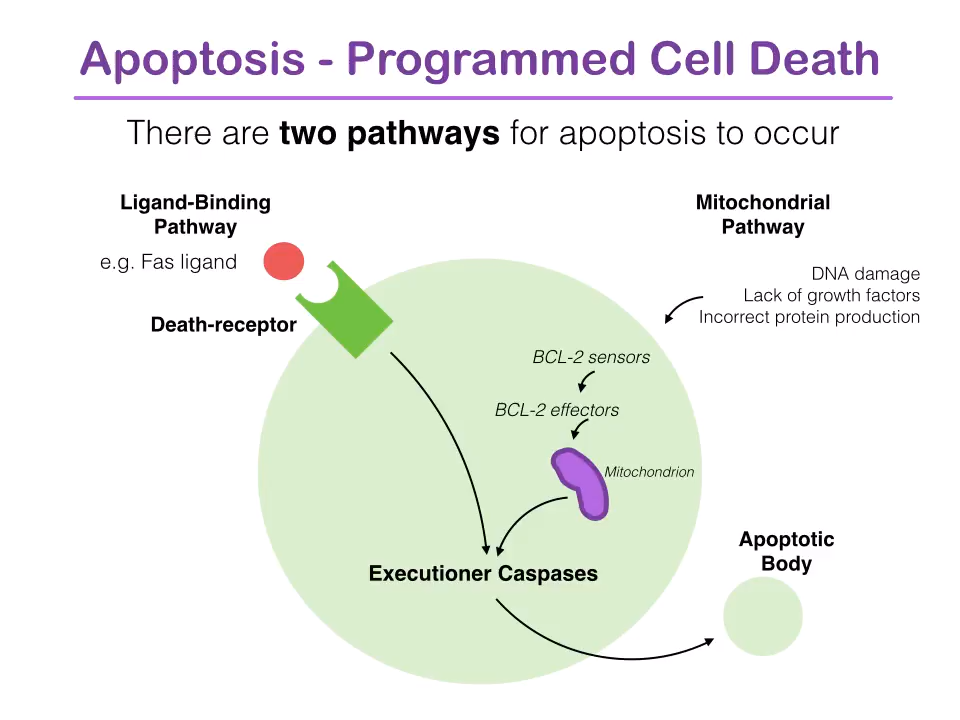 Apoptosis - Programmed Cell Death
There are two pathways for apoptosis to occur
Ligand-Binding
Pathway
e.g. Fas ligand
Death-receptor
Mitochondrial
Pathway
DNA damage
Lack of growth factors
Incorrect protein production
BCL-2 sensors
BCL-2 effectors
Mitochondrion
Executioner Caspases
Apoptotic
Body